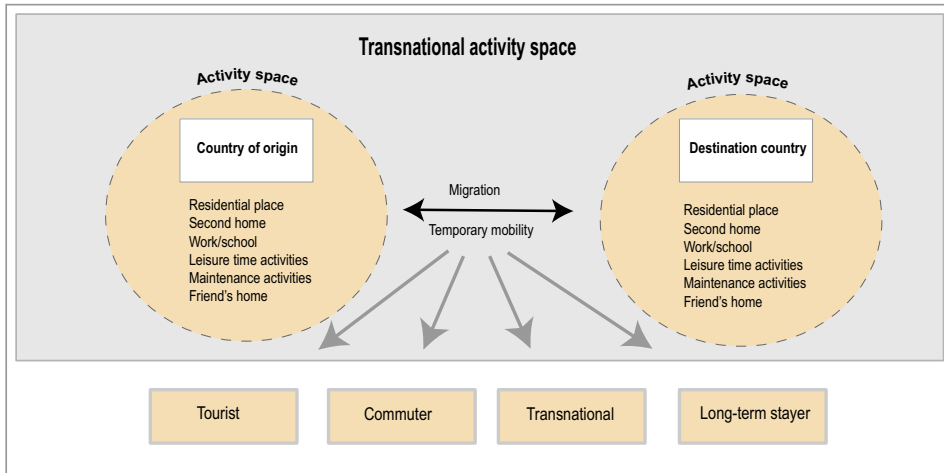 Transnational activity space
Activity space
Country of origin
Residential place
Second home
Work/school
Leisure time activities
Maintenance activities
Friend's home
Migration
Temporary mobility
Activity space
Destination country
Residential place
Second home
Work/school
Leisure time activities
Maintenance activities
Friend's home
Tourist
Commuter
Transnational
Long-term stayer